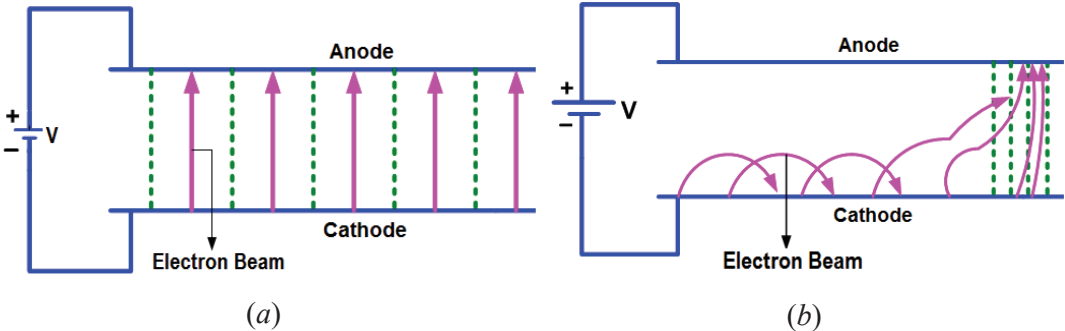 Anode
+
V
−
Cathode
Electron Beam
(a)
Anode
+
V
−
Cathode
Electron Beam
(b)